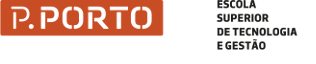 P.PORTO
ESCOLA
SUPERIOR
DE TECNOLOGIA
E GESTÃO